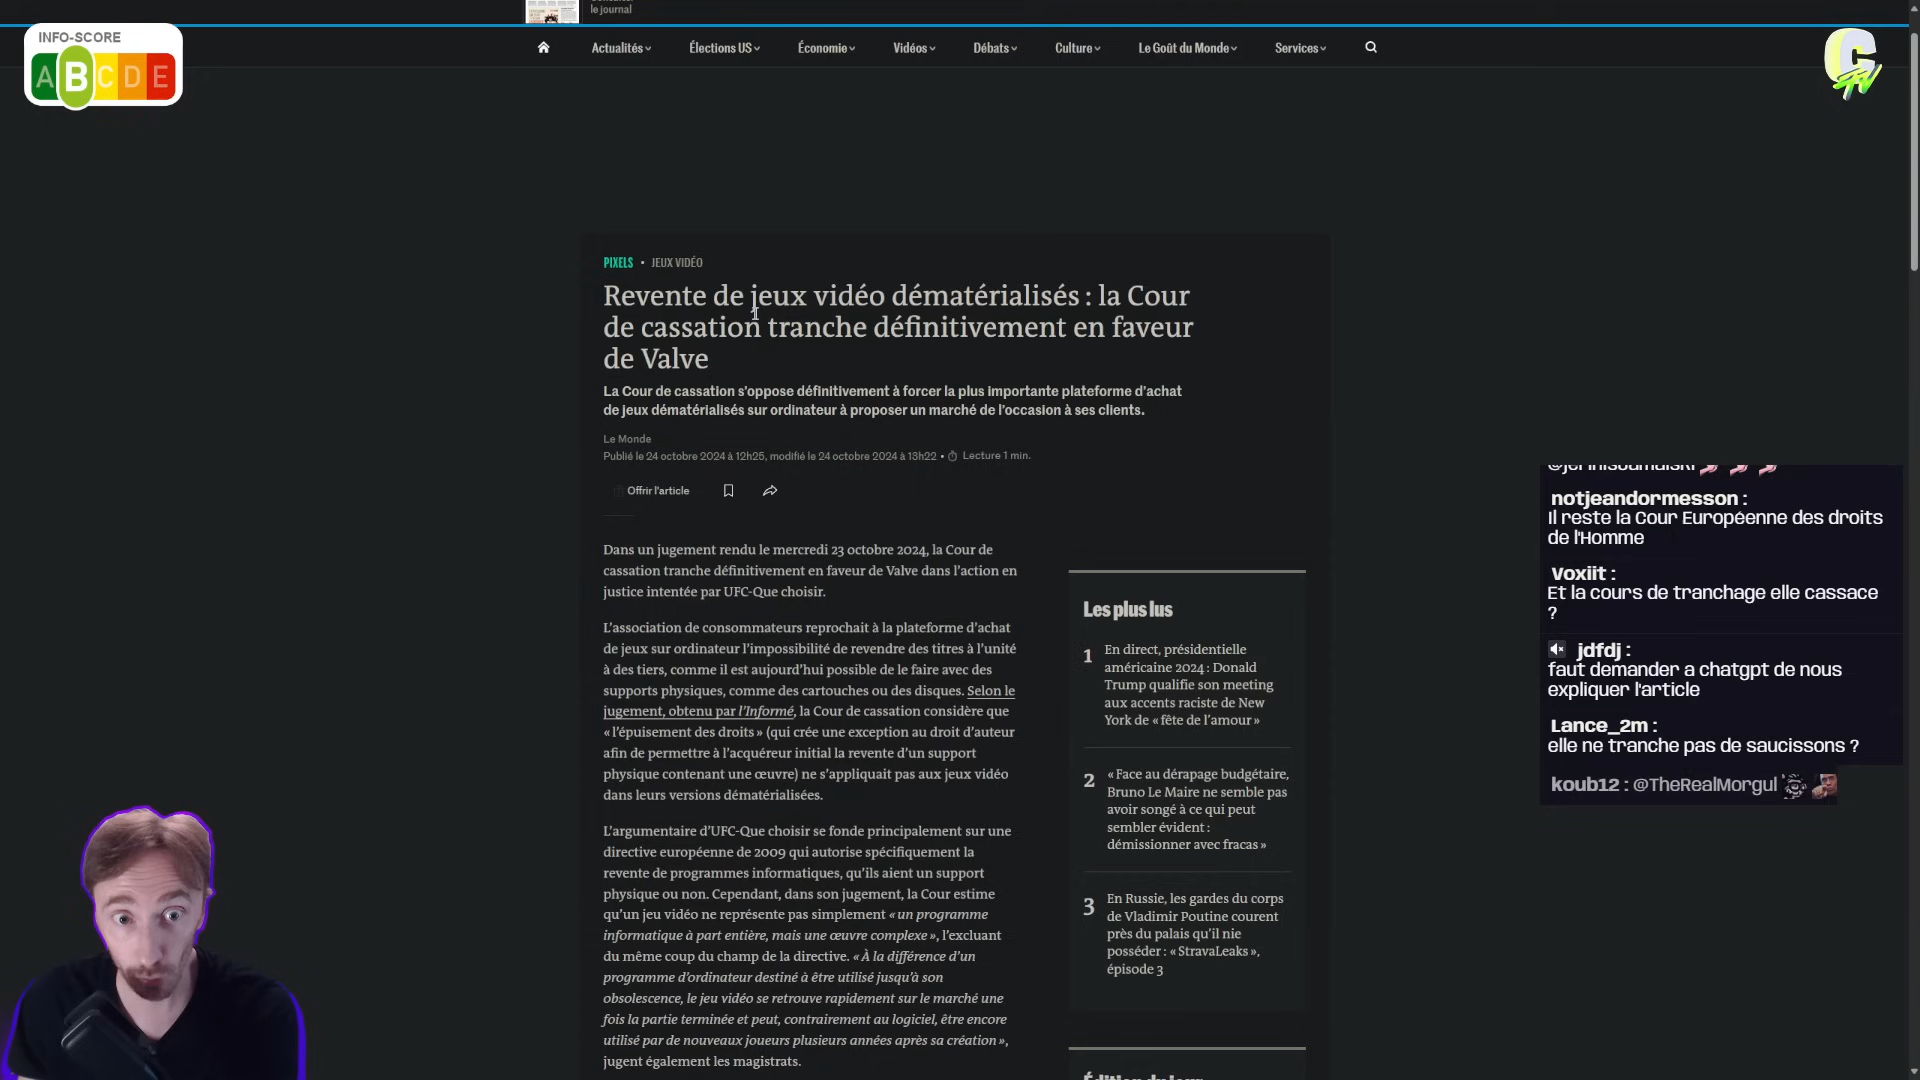 le journal
INFO-SCORE
A B C D E
Actualités
Élections US
Économie
Vidéos
Débats
Culture
Le Goût du Monde
Services
PIXELS • JEUX VIDÉO
Revente de jeux vidéo dématérialisés : la Cour
de cassation tranche définitivement en faveur
de Valve
La Cour de cassation s’oppose définitivement à forcer la plus importante plateforme d’achat
de jeux dématérialisés sur ordinateur à proposer un marché de l’occasion à ses clients.
Le Monde
Publié le 24 octobre 2024 à 12h25, modifié le 24 octobre 2024 à 13h22 • Lecture 1 min.
Offrir l’article
Dans un jugement rendu le mercredi 23 octobre 2024, la Cour de
cassation tranche définitivement en faveur de Valve dans l’action en
justice intentée par UFC-Que choisir.
L’association de consommateurs reprochait à la plateforme d’achat
de jeux sur ordinateur l’impossibilité de revendre des titres à l’unité
à des tiers, comme il est aujourd’hui possible de le faire avec des
supports physiques, comme des cartouches ou des disques. Selon le
jugement, obtenu par l’Informé, la Cour de cassation considère que
« l’épuisement des droits » (qui crée une exception au droit d’auteur
afin de permettre à l’acquéreur initial la revente d’un support
physique contenant une œuvre) ne s’appliquait pas aux jeux vidéo
dans leurs versions dématérialisées.
L’argumentaire d’UFC-Que choisir se fonde principalement sur une
directive européenne de 2009 qui autorise spécifiquement la
revente de programmes informatiques, qu’ils aient un support
physique ou non. Cependant, dans son jugement, la Cour estime
qu’un jeu vidéo ne représente pas simplement « un programme
informatique à part entière, mais une œuvre complexe », l’excluant
du même coup du champ de la directive. « À la différence d’un
programme d’ordinateur destiné à être utilisé jusqu’à son
obsolescence, le jeu vidéo se retrouve rapidement sur le marché une
fois la partie terminée et peut, contrairement au logiciel, être encore
utilisé par de nouveaux joueurs plusieurs années après sa création »,
jugent également les magistrats.
Les plus lus
1 En direct, présidentielle
américaine 2024 : Donald
Trump qualifie son meeting
aux accents raciste de New
York de « fête de l’amour »
2 « Face au dérapage budgétaire,
Bruno Le Maire ne semble pas
avoir songé à ce qui peut
sembler évident :
démissionner avec fracas »
3 En Russie, les gardes du corps
de Vladimir Poutine courent
près du palais qu’il nie
posséder : « StravaLeaks »,
épisode 3
notjeandormesson :
Il reste la Cour Européenne des droits
de l'Homme
Voxiit :
Et la cours de tranchage elle cassace
?
jdfdj :
faut demander a chatgpt de nous
expliquer l'article
Lance_2m :
elle ne tranche pas de saucissons ?
koub12 : @TheRealMorgul